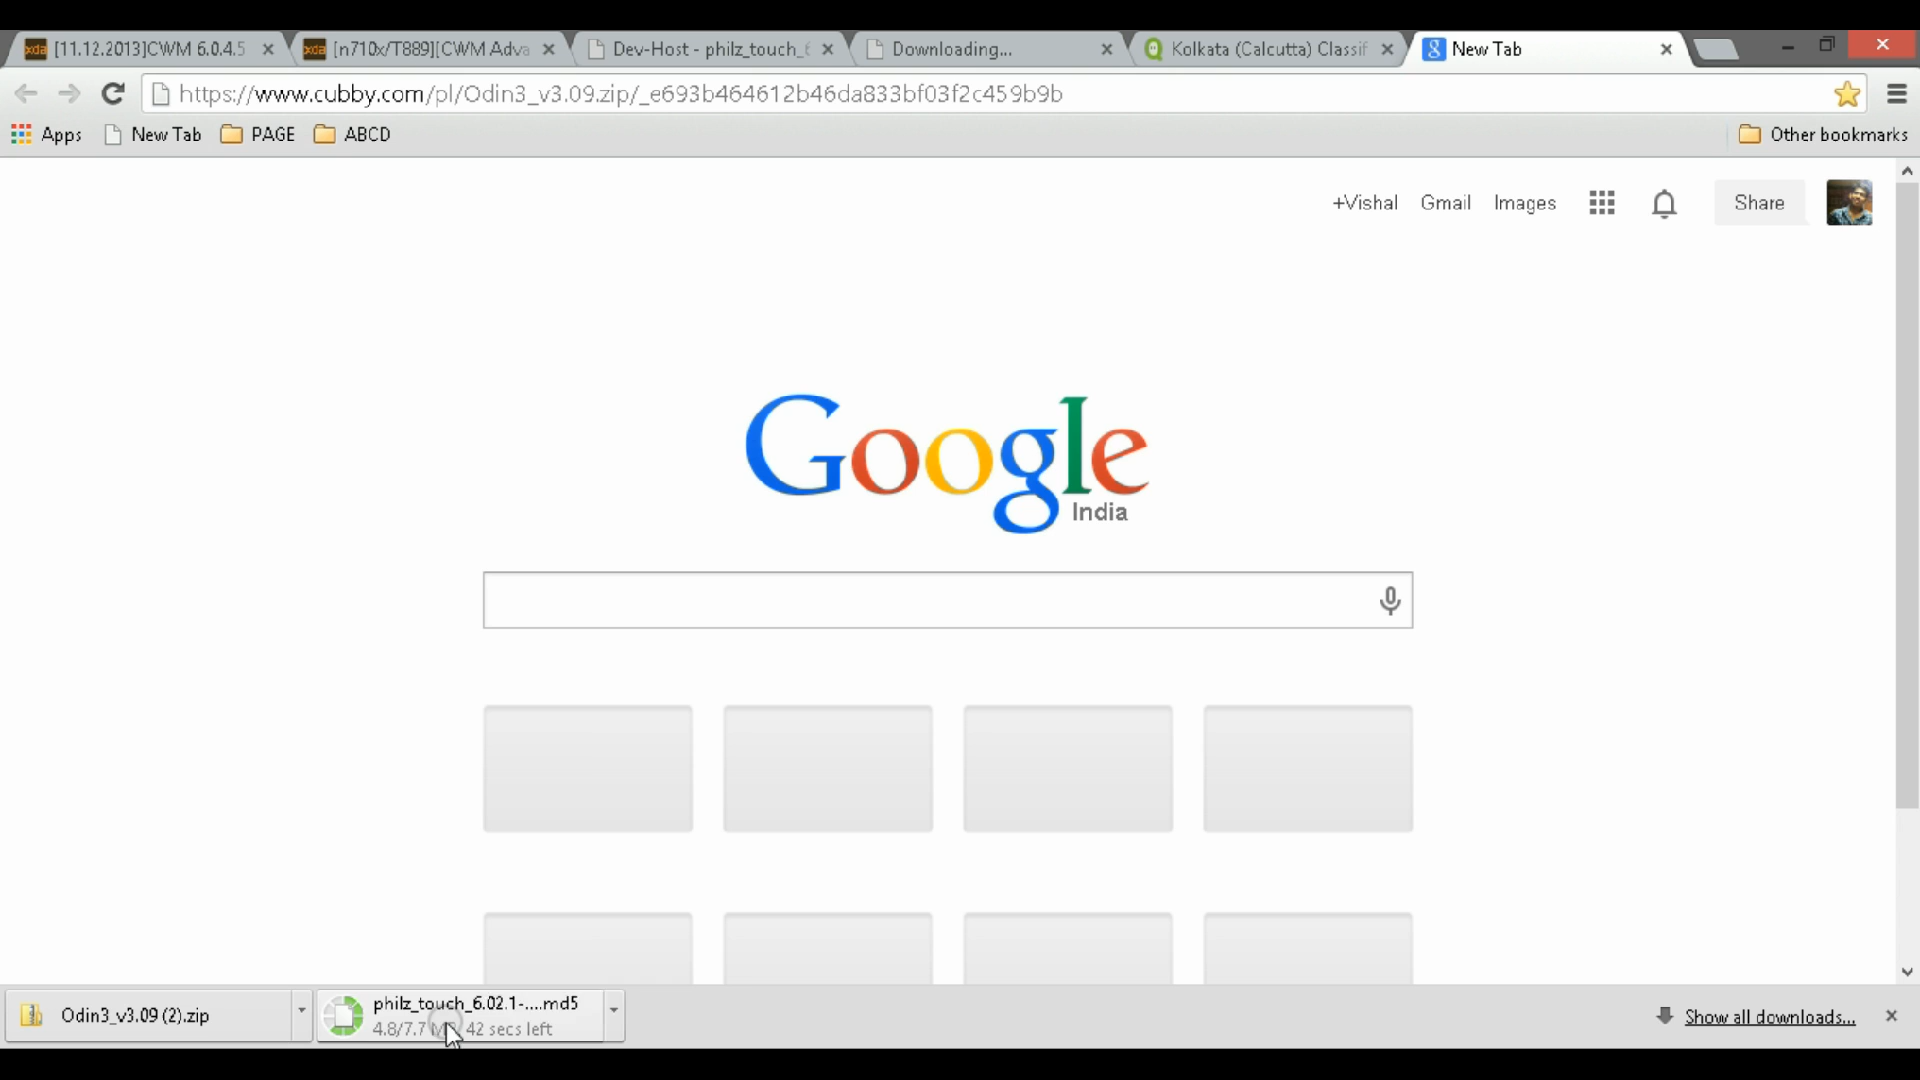 [11.12.2013]CWM 6.0.4.5
[n710x/T889][CWM Adva
Dev-Host - philz_touch_6
Downloading...
Kolkata (Calcutta) Classif
New Tab
https://www.cubby.com/pl/Odin3_v3.09.zip/_e693b464612b46da833bf03f2c459b9b
Apps
New Tab
PAGE
ABCD
Other bookmarks
+Vishal
Gmail
Images
Share
Google
India
Odin3_v3.09 (2).zip
philz_touch_6.02.1-....md5
4.8/7.7 42 secs left
Show all downloads...